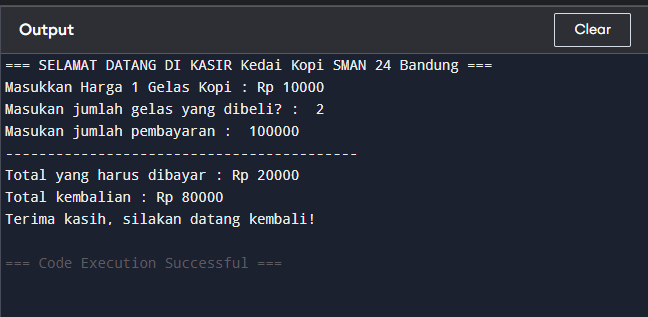 Output
Clear
=== SELAMAT DATANG DI KASIR Kedai Kopi SMAN 24 Bandung ===
Masukkan Harga 1 Gelas Kopi : Rp 10000
Masukan jumlah gelas yang dibeli? :  2
Masukan jumlah pembayaran :  100000
------------------------------------------
Total yang harus dibayar : Rp 20000
Total kembalian : Rp 80000
Terima kasih, silakan datang kembali!
=== Code Execution Successful ===